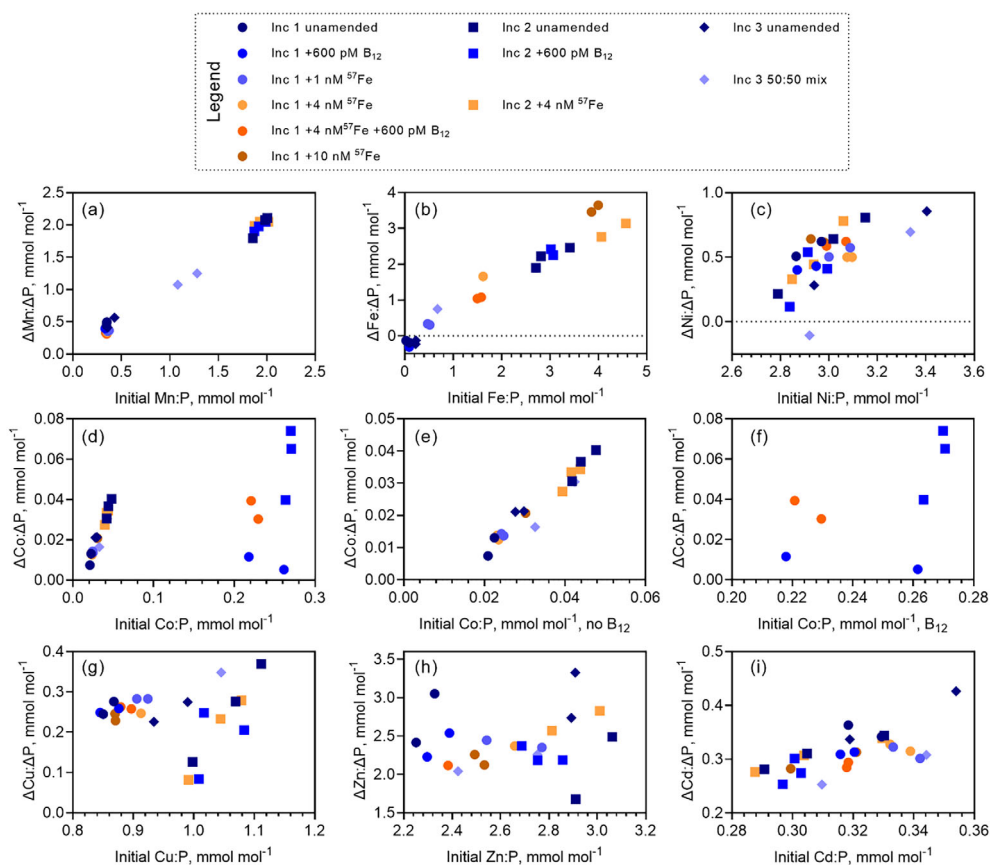 Legend
Inc 1 unamended
Inc 2 unamended
Inc 3 unamended
Inc 1 +600 pM B₁₂
Inc 2 +600 pM B₁₂
Inc 1 +1 nM ⁵⁷Fe
Inc 3 50:50 mix
Inc 1 +4 nM ⁵⁷Fe
Inc 2 +4 nM ⁵⁷Fe
Inc 1 +4 nM⁵⁷Fe +600 pM B₁₂
Inc 1 +10 nM ⁵⁷Fe
(a)
ΔMn:ΔP, mmol mol⁻¹
2.5
2.0
1.5
1.0
0.5
0.0
0.0 0.5 1.0 1.5 2.0 2.5
Initial Mn:P, mmol mol⁻¹
(b)
ΔFe:ΔP, mmol mol⁻¹
4
3
2
1
0
0 1 2 3 4 5
Initial Fe:P, mmol mol⁻¹
(c)
ΔNi:ΔP, mmol mol⁻¹
1.0
0.5
0.0
2.6 2.8 3.0 3.2 3.4 3.6
Initial Ni:P, mmol mol⁻¹
(d)
ΔCo:ΔP, mmol mol⁻¹
0.08
0.06
0.04
0.02
0.00
0.0 0.1 0.2 0.3
Initial Co:P, mmol mol⁻¹
(e)
ΔCo:ΔP, mmol mol⁻¹
0.05
0.04
0.03
0.02
0.01
0.00
0.00 0.02 0.04 0.06
Initial Co:P, mmol mol⁻¹, no B₁₂
(f)
ΔCo:ΔP, mmol mol⁻¹
0.08
0.06
0.04
0.02
0.00
0.20 0.22 0.24 0.26 0.28
Initial Co:P, mmol mol⁻¹, B₁₂
(g)
ΔCu:ΔP, mmol mol⁻¹
0.4
0.3
0.2
0.1
0.0
0.8 0.9 1.0 1.1 1.2
Initial Cu:P, mmol mol⁻¹
(h)
ΔZn:ΔP, mmol mol⁻¹
3.5
3.0
2.5
2.0
1.5
2.2 2.4 2.6 2.8 3.0 3.2
Initial Zn:P, mmol mol⁻¹
(i)
ΔCd:ΔP, mmol mol⁻¹
0.5
0.4
0.3
0.2
0.30 0.32 0.34 0.36
Initial Cd:P, mmol mol⁻¹